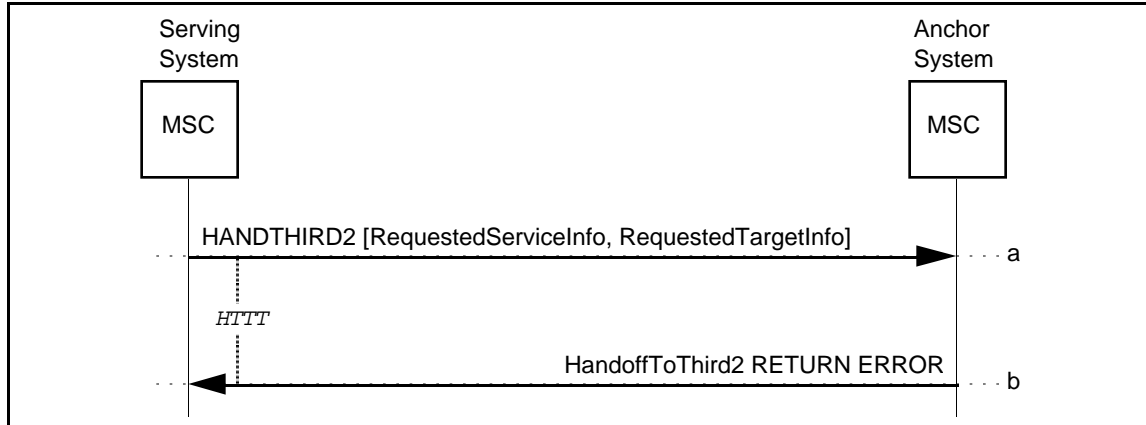 Serving
System
Anchor
System
MSC
MSC
HANDTHIRD2 [RequestedServiceInfo, RequestedTargetInfo]
a
HTTT
HandoffToThird2 RETURN ERROR
b